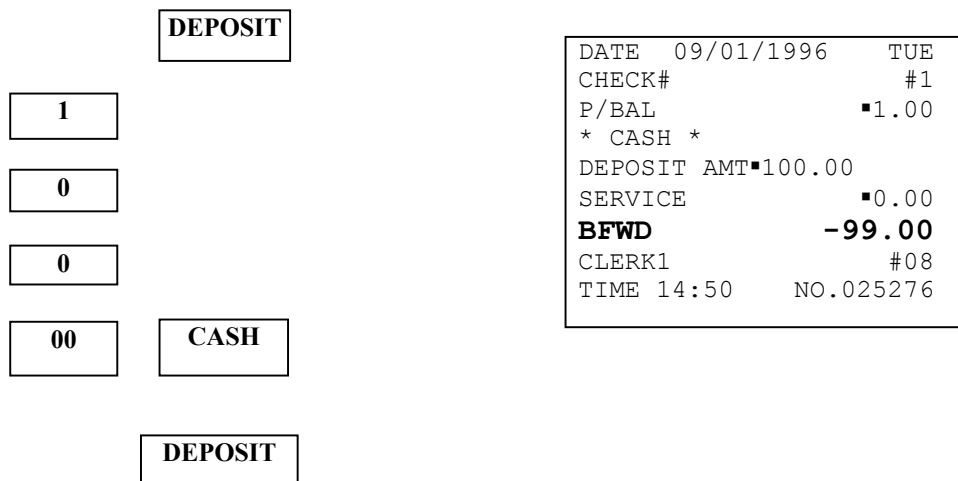 DEPOSIT
1
0
0
00 CASH
DEPOSIT
DATE 09/01/1996 TUE
CHECK# #1
P/BAL ▪1.00
* CASH *
DEPOSIT AMT▪100.00
SERVICE ▪0.00
BFWD -99.00
CLERK1 #08
TIME 14:50 NO.025276